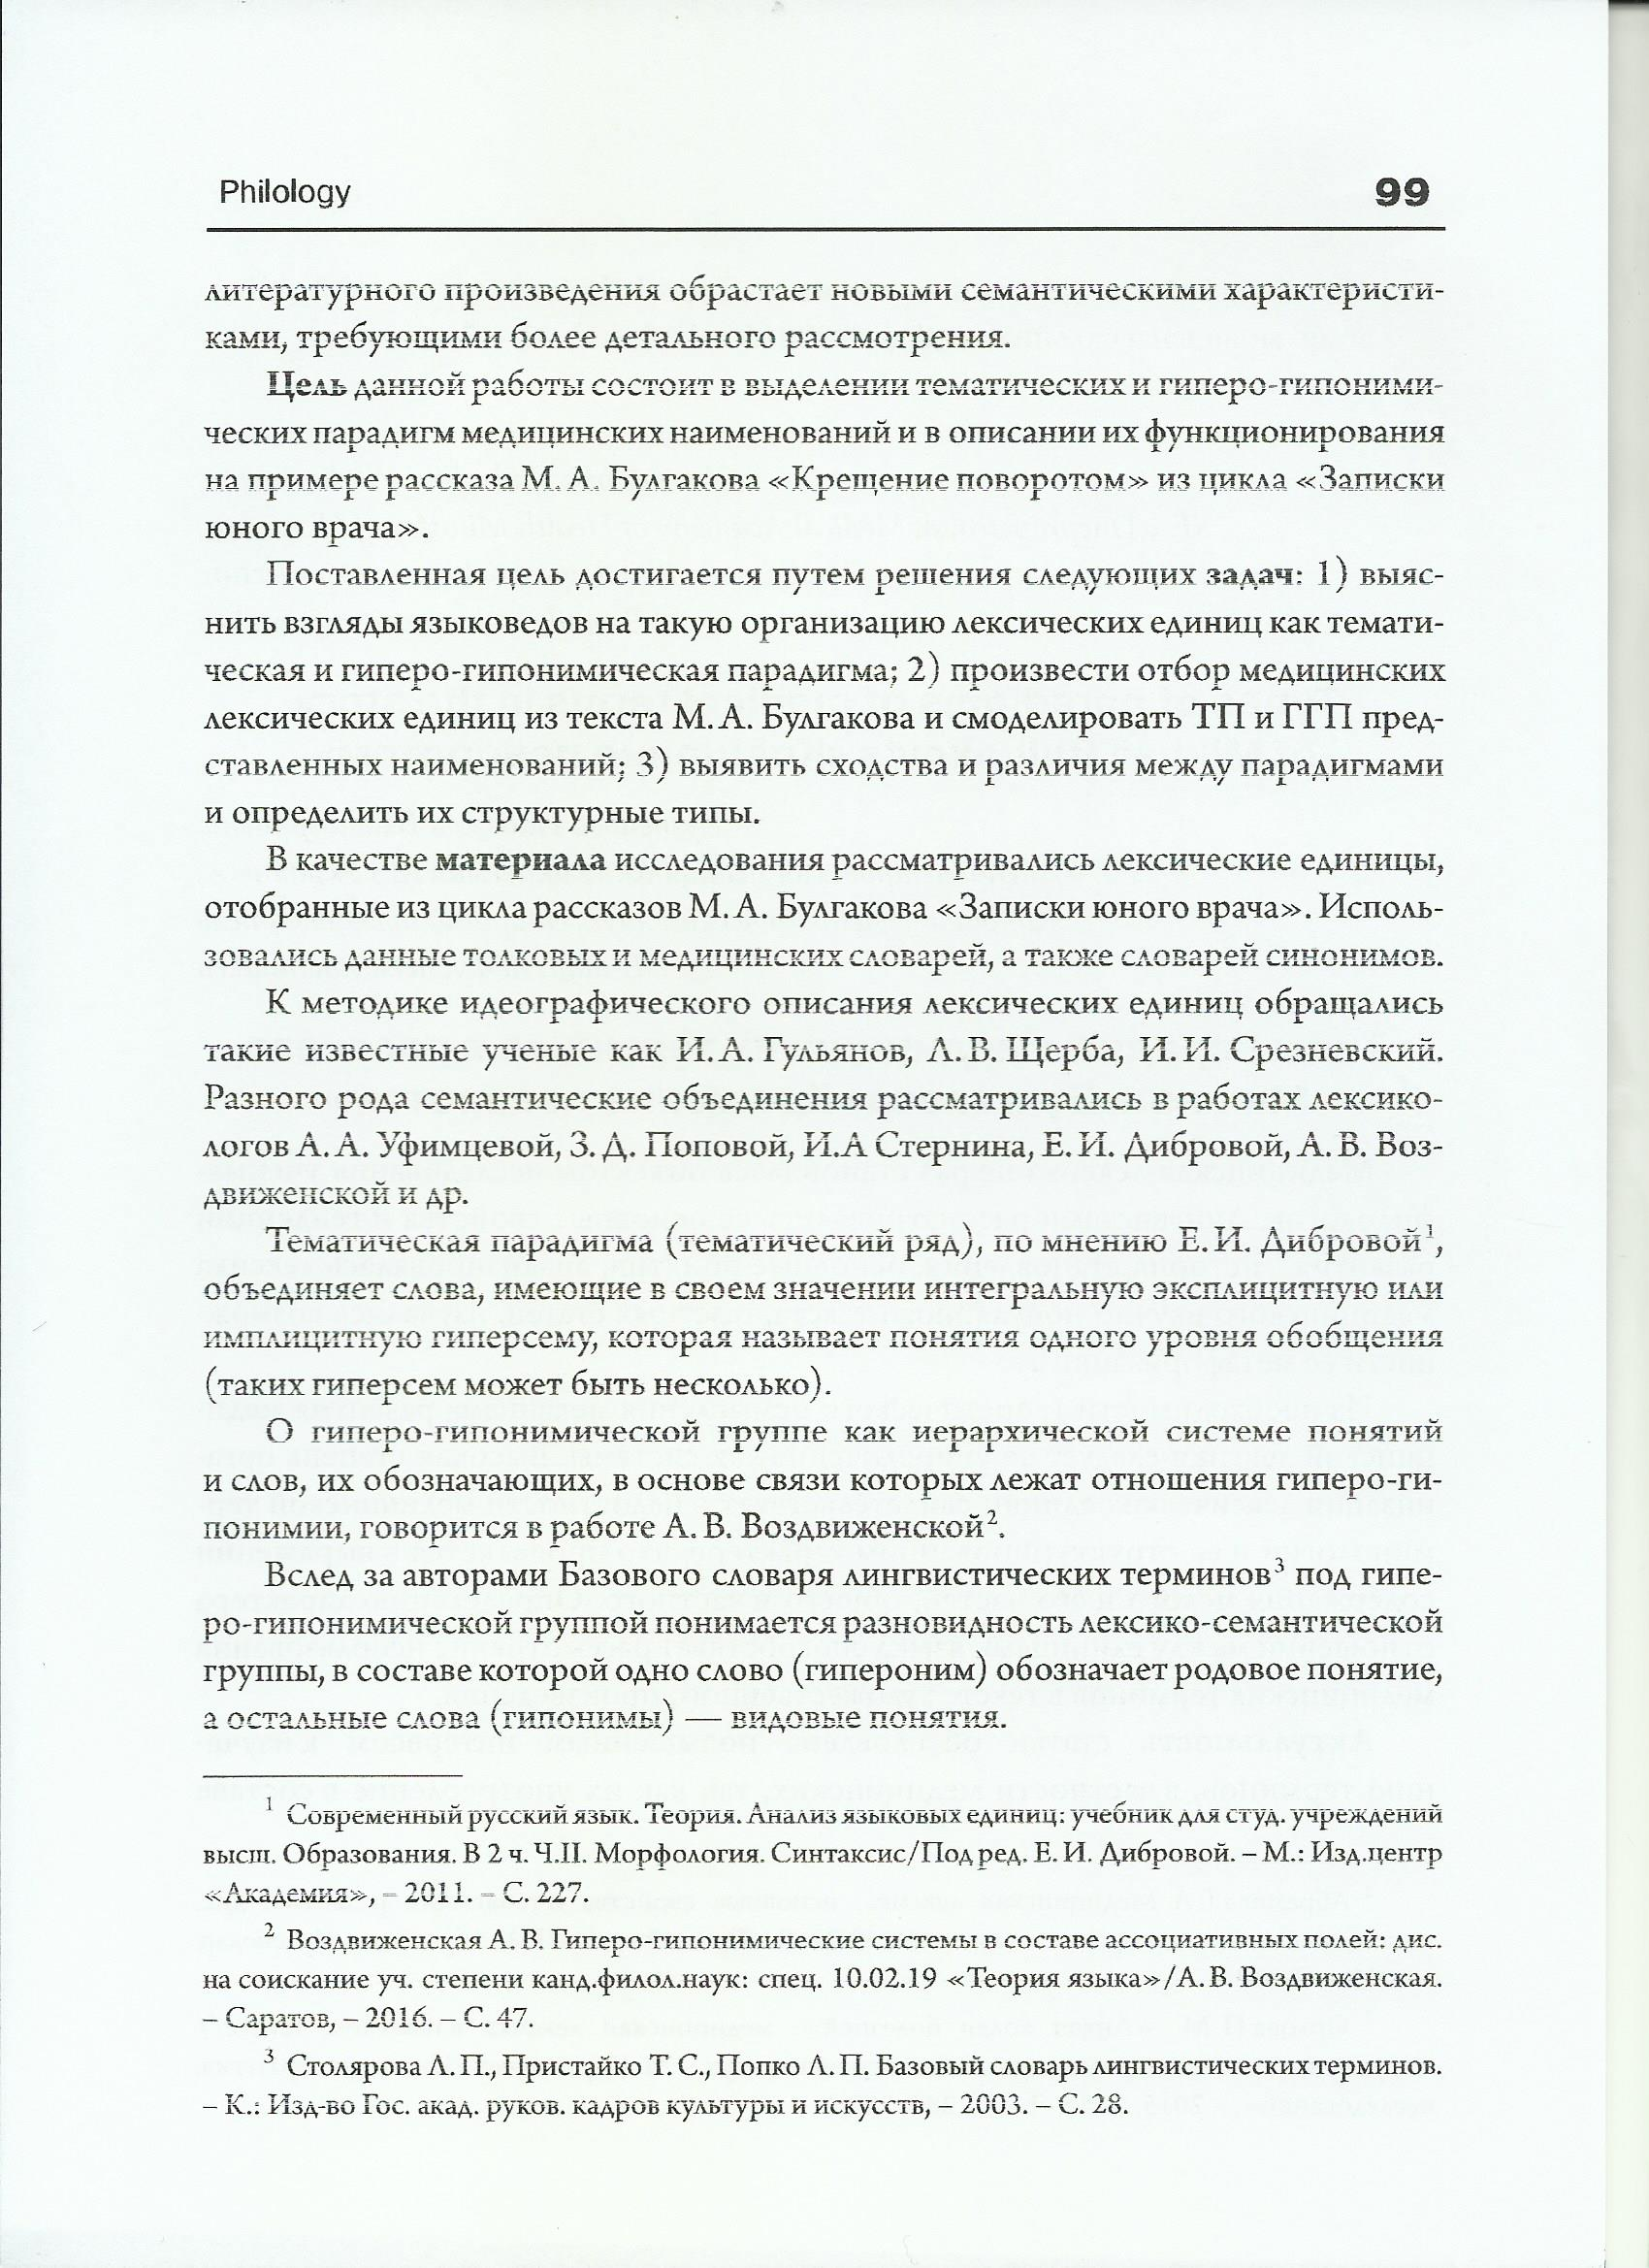 Philology 99
литературного произведения обрастает новыми семантическими характеристи-
ками, требующими более детального рассмотрения.
Цель данной работы состоит в выделении тематических и гиперо-гипоними-
ческих парадигм медицинских наименований и в описании их функционирования
на примере рассказа М. А. Булгакова «Крещение поворотом» из цикла «Записки
юного врача».
Поставленная цель достигается путем решения следующих задач: 1) выяс-
нить взгляды языковедов на такую организацию лексических единиц как темати-
ческая и гиперо-гипонимическая парадигма; 2) произвести отбор медицинских
лексических единиц из текста М. А. Булгакова и смоделировать ТП и ГГП пред-
ставленных наименований; 3) выявить сходства и различия между парадигмами
и определить их структурные типы.
В качестве материала исследования рассматривались лексические единицы,
отобранные из цикла рассказов М. А. Булгакова «Записки юного врача». Исполь-
зовались данные толковых и медицинских словарей, а также словарей синонимов.
К методике идеографического описания лексических единиц обращались
такие известные ученые как И. А. Гульянов, Л. В. Щерба, И. И. Срезневский.
Разного рода семантические объединения рассматривались в работах лексико-
логов А. А. Уфимцевой, З. Д. Поповой, И.А Стернина, Е. И. Дибровой, А. В. Воз-
движенской и др.
Тематическая парадигма (тематический ряд), по мнению Е. И. Дибровой¹,
объединяет слова, имеющие в своем значении интегральную эксплицитную или
имплицитную гиперсему, которая называет понятия одного уровня обобщения
(таких гиперсем может быть несколько).
О гиперо-гипонимической группе как иерархической системе понятий
и слов, их обозначающих, в основе связи которых лежат отношения гиперо-ги-
понимии, говорится в работе А. В. Воздвиженской².
Вслед за авторами Базового словаря лингвистических терминов³ под гипе-
ро-гипонимической группой понимается разновидность лексико-семантической
группы, в составе которой одно слово (гипероним) обозначает родовое понятие,
а остальные слова (гипонимы) — видовые понятия.
¹ Современный русский язык. Теория. Анализ языковых единиц: учебник для студ. учреждений
высш. Образования. В 2 ч. Ч.II. Морфология. Синтаксис/Под ред. Е. И. Дибровой. – М.: Изд.центр
«Академия», – 2011. – С. 227.
² Воздвиженская А. В. Гиперо-гипонимические системы в составе ассоциативных полей: дис.
на соискание уч. степени канд.филол.наук: спец. 10.02.19 «Теория языка»/А. В. Воздвиженская.
– Саратов, – 2016. – С. 47.
³ Столярова Л. П., Пристайко Т. С., Попко Л. П. Базовый словарь лингвистических терминов.
– К.: Изд-во Гос. акад. руков. кадров культуры и искусств, – 2003. – С. 28.